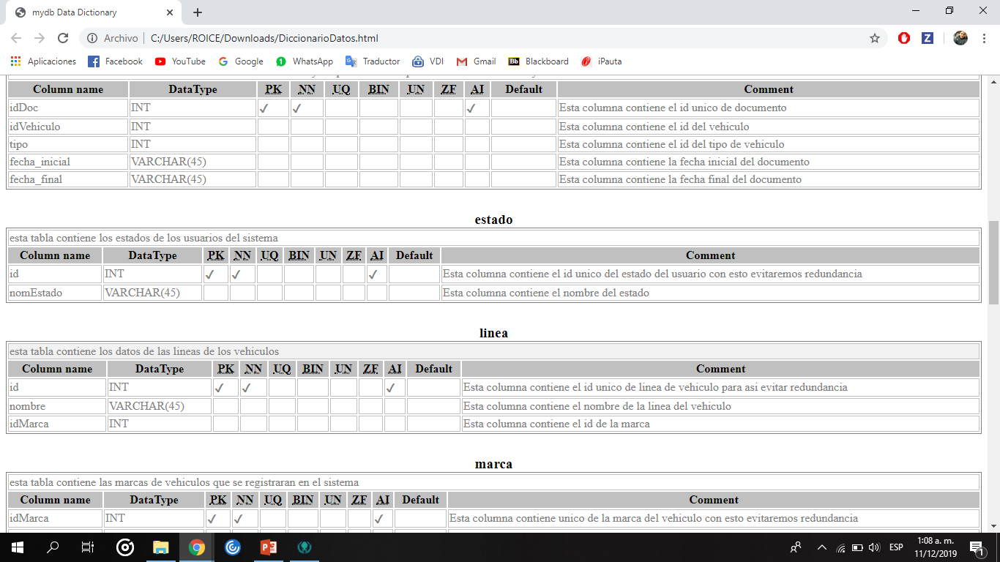 mydb Data Dictionary
Archivo C:/Users/ROICE/Downloads/DiccionarioDatos.html
Aplicaciones Facebook YouTube Google WhatsApp Traductor VDI Gmail Bb Blackboard iPauta
Column name DataType PK NN UQ BIN UN ZF AI Default Comment
idDoc INT ✓ ✓ ✓ Esta columna contiene el id unico de documento
idVehiculo INT Esta columna contiene el id del vehiculo
tipo INT Esta columna contiene el id del tipo de vehiculo
fecha_inicial VARCHAR(45) Esta columna contiene la fecha inicial del documento
fecha_final VARCHAR(45) Esta columna contiene la fecha final del documento
estado
esta tabla contiene los estados de los usuarios del sistema
Column name DataType PK NN UQ BIN UN ZF AI Default Comment
id INT ✓ ✓ ✓ Esta columna contiene el id unico del estado del usuario con esto evitaremos redundancia
nomEstado VARCHAR(45) Esta columna contiene el nombre del estado
linea
esta tabla contiene los datos de las lineas de los vehiculos
Column name DataType PK NN UQ BIN UN ZF AI Default Comment
id INT ✓ ✓ ✓ Esta columna contiene el id unico de linea de vehiculo para asi evitar redundancia
nombre VARCHAR(45) Esta columna contiene el nombre de la linea del vehiculo
idMarca INT Esta columna contiene el id de la marca
marca
esta tabla contiene las marcas de vehiculos que se registraran en el sistema
Column name DataType PK NN UQ BIN UN ZF AI Default Comment
idMarca INT ✓ ✓ ✓ Esta columna contiene unico de la marca del vehiculo con esto evitaremos redundancia
ESP 1:08 a. m.
11/12/2019 1